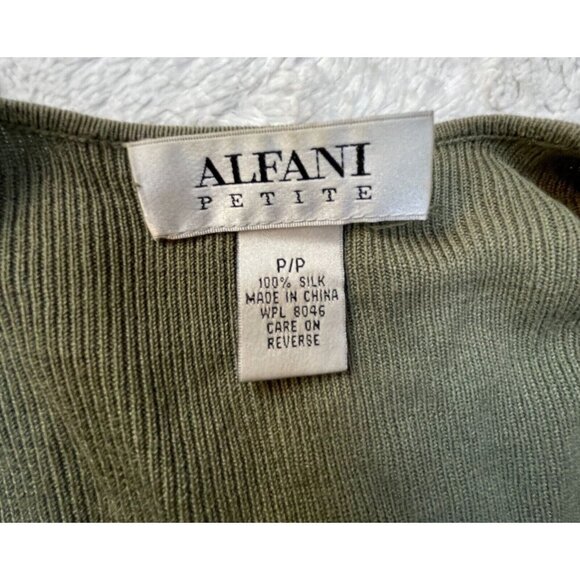 ALFANI
PETITE
P/P
100% SILK
MADE IN CHINA
WPL 8046
CARE ON
REVERSE